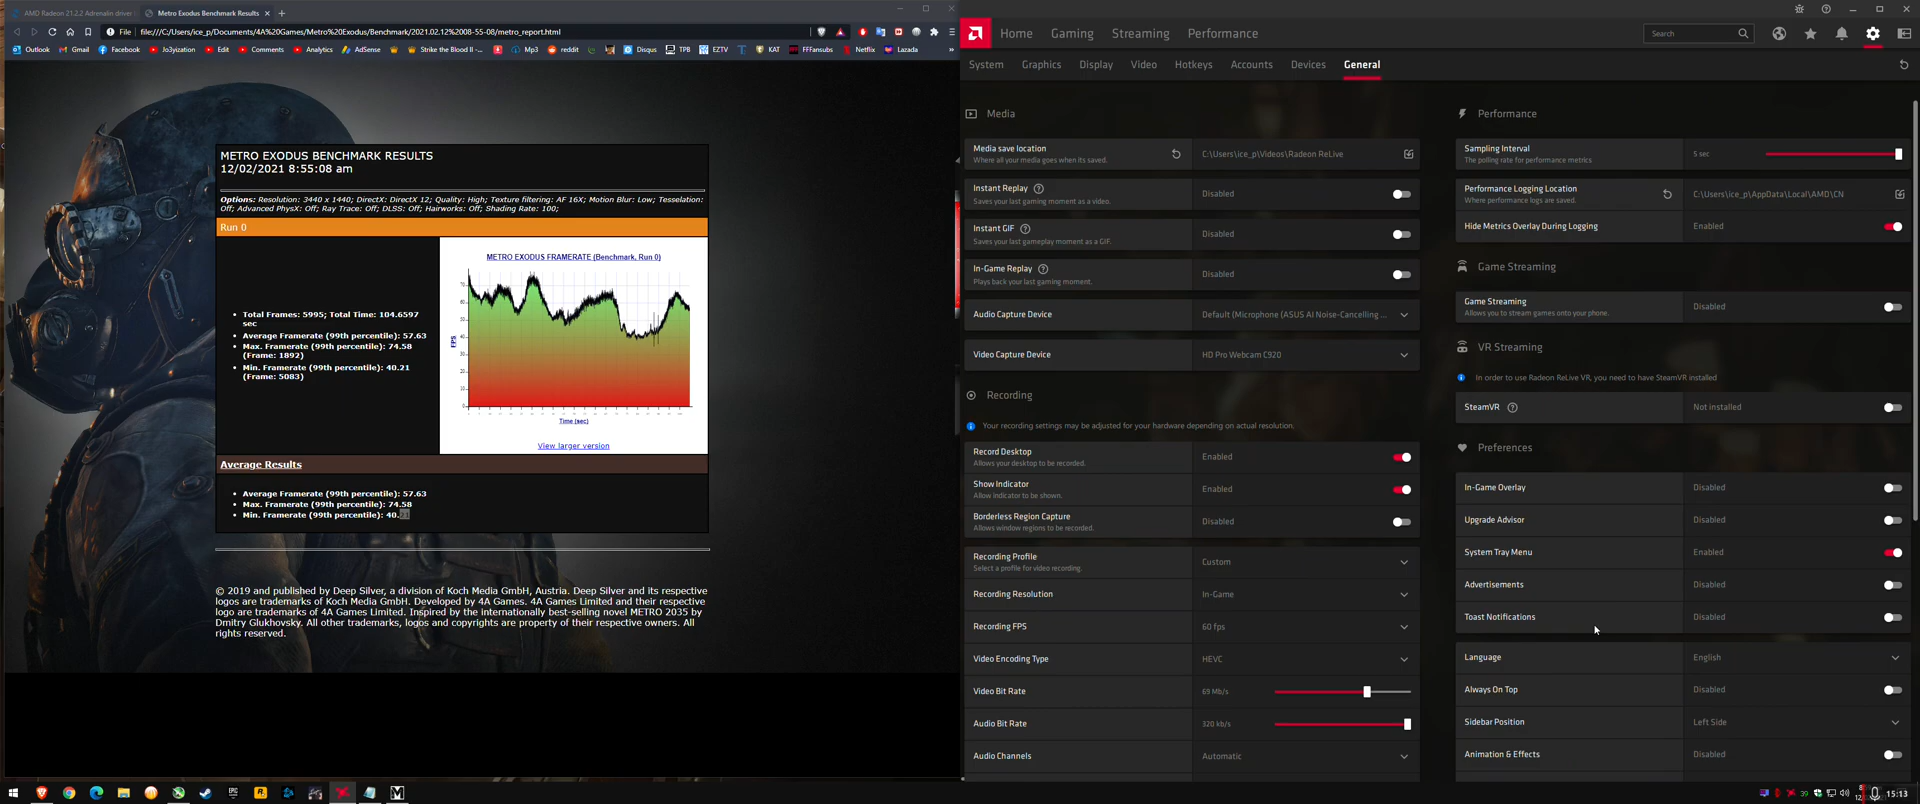 AMD Radeon 21.2.2 Adrenalin driver
Metro Exodus Benchmark Results
File
file:///C:/Users/ice_p/Documents/4A%20Games/Metro%20Exodus/Benchmark/2021.02.12%2008-55-08/metro_report.html
Outlook
Gmail
Facebook
Jo3yization
Edit
Comments
Analytics
AdSense
Strike the Blood II -...
Mp3
reddit
Disqus
TPB
EZTV
KAT
FFFansubs
Netflix
Lazada
METRO EXODUS BENCHMARK RESULTS
12/02/2021 8:55:08 am
Options: Resolution: 3440 x 1440; DirectX: DirectX 12; Quality: High; Texture filtering: AF 16X; Motion Blur: Low; Tesselation:
Off; Advanced PhysX: Off; Ray Trace: Off; DLSS: Off; Hairworks: Off; Shading Rate: 100;
Run 0
Total Frames: 5995; Total Time: 104.6597
sec
Average Framerate (99th percentile): 57.63
Max. Framerate (99th percentile): 74.58
(Frame: 1892)
Min. Framerate (99th percentile): 40.21
(Frame: 5083)
METRO EXODUS FRAMERATE (Benchmark, Run 0)
FPS
70
60
50
40
30
20
10
0
Time (sec)
View larger version
Average Results
Average Framerate (99th percentile): 57.63
Max. Framerate (99th percentile): 74.58
Min. Framerate (99th percentile): 40.21
© 2019 and published by Deep Silver, a division of Koch Media GmbH, Austria. Deep Silver and its respective
logos are trademarks of Koch Media GmbH. Developed by 4A Games. 4A Games Limited and their respective
logo are trademarks of 4A Games Limited. Inspired by the internationally best-selling novel METRO 2035 by
Dmitry Glukhovsky. All other trademarks, logos and copyrights are property of their respective owners. All
rights reserved.
Home
Gaming
Streaming
Performance
Search
System
Graphics
Display
Video
Hotkeys
Accounts
Devices
General
Media
Media save location
Where all your media goes when its saved.
C:\Users\ice_p\Videos\Radeon ReLive
Instant Replay
Saves your last gaming moment as a video.
Disabled
Instant GIF
Saves your last gameplay moment as a GIF.
Disabled
In-Game Replay
Plays back your last gaming moment.
Disabled
Audio Capture Device
Default (Microphone (ASUS AI Noise-Cancelling ...
Video Capture Device
HD Pro Webcam C920
Recording
Your recording settings may be adjusted for your hardware depending on actual resolution.
Record Desktop
Allows your desktop to be recorded.
Enabled
Show Indicator
Allow indicator to be shown.
Enabled
Borderless Region Capture
Allows window regions to be recorded.
Disabled
Recording Profile
Select a profile for video recording.
Custom
Recording Resolution
In-Game
Recording FPS
60 fps
Video Encoding Type
HEVC
Video Bit Rate
69 Mb/s
Audio Bit Rate
320 kb/s
Audio Channels
Automatic
Performance
Sampling Interval
The polling rate for performance metrics
5 sec
Performance Logging Location
Where performance logs are saved.
C:\Users\ice_p\AppData\Local\AMD\CN
Hide Metrics Overlay During Logging
Enabled
Game Streaming
Game Streaming
Allows you to stream games onto your phone.
Disabled
VR Streaming
In order to use Radeon ReLive VR, you need to have SteamVR installed
SteamVR
Not installed
Preferences
In-Game Overlay
Disabled
Upgrade Advisor
Disabled
System Tray Menu
Enabled
Advertisements
Disabled
Toast Notifications
Disabled
Language
English
Always On Top
Disabled
Sidebar Position
Left Side
Animation & Effects
Disabled
EPIC
39
15:13